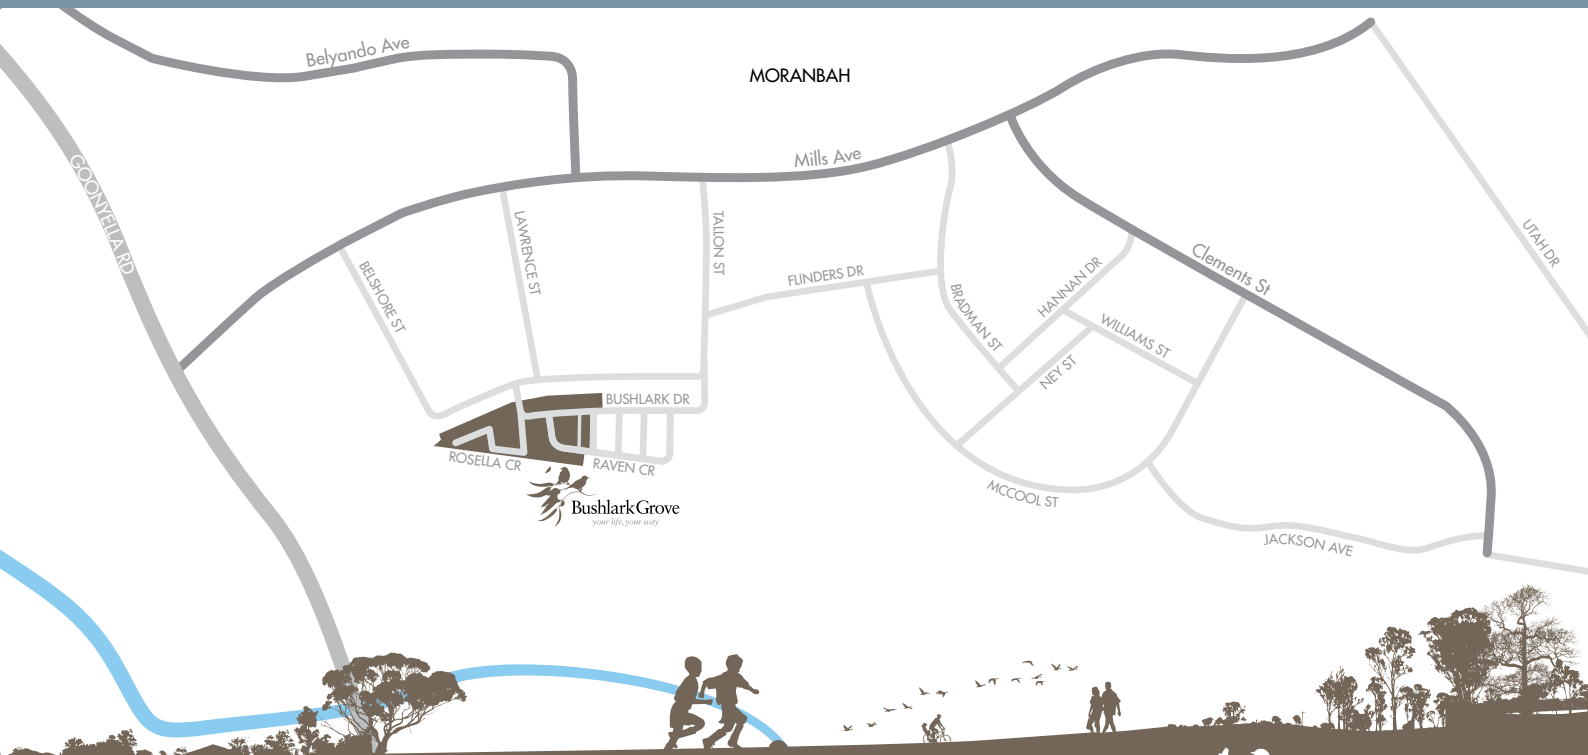 Belyando Ave
MORANBAH
Mills Ave
GOONYELLA RD
LAWRENCE ST
TALLON ST
UTAH DR
BELSHORE ST
FLINDERS DR
HANNAN DR
Clements St
BRADMAN ST
WILLIAMS ST
NEY ST
BUSHLARK DR
ROSELLA CR
RAVEN CR
MCCOOL ST
Bushlark Grove
your life, your way
JACKSON AVE